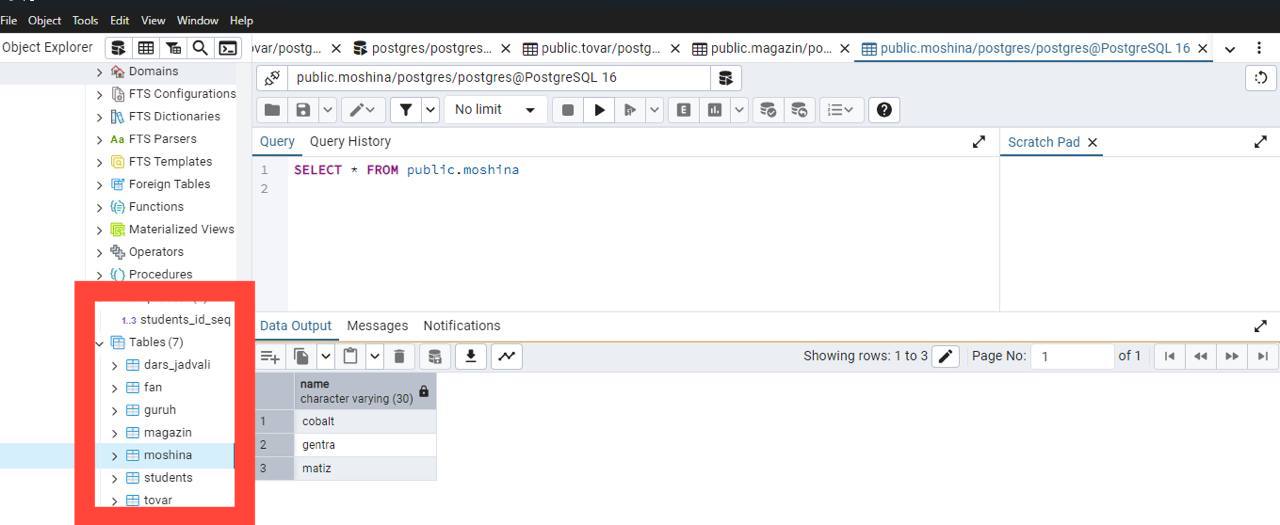 File Object Tools Edit View Window Help
Object Explorer
ovar/postg... postgres/postgres... public.tovar/postg... public.magazin/po... public.moshina/postgres/postgres@PostgreSQL 16
public.moshina/postgres/postgres@PostgreSQL 16
No limit
Domains
FTS Configurations
FTS Dictionaries
Aa FTS Parsers
FTS Templates
Foreign Tables
Functions
Materialized Views
Operators
Procedures
1..3 students_id_seq
Tables (7)
dars_jadvali
fan
guruh
magazin
moshina
students
tovar
Query Query History
Scratch Pad
1 SELECT * FROM public.moshina
2
Data Output Messages Notifications
Showing rows: 1 to 3 Page No: 1 of 1
name
character varying (30)
1 cobalt
2 gentra
3 matiz